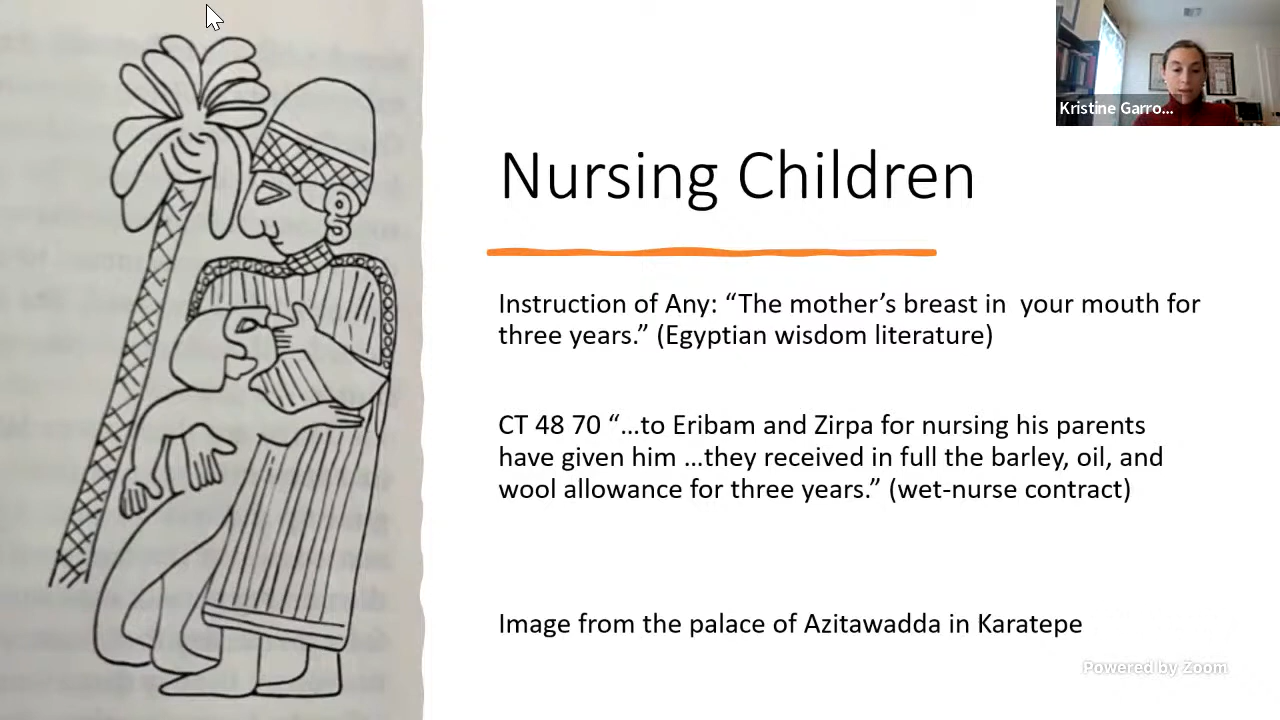 Kristine Garro...
Nursing Children
Instruction of Any: “The mother’s breast in  your mouth for
three years.” (Egyptian wisdom literature)
CT 48 70 “…to Eribam and Zirpa for nursing his parents
have given him …they received in full the barley, oil, and
wool allowance for three years.” (wet-nurse contract)
Image from the palace of Azitawadda in Karatepe
Powered by Zoom